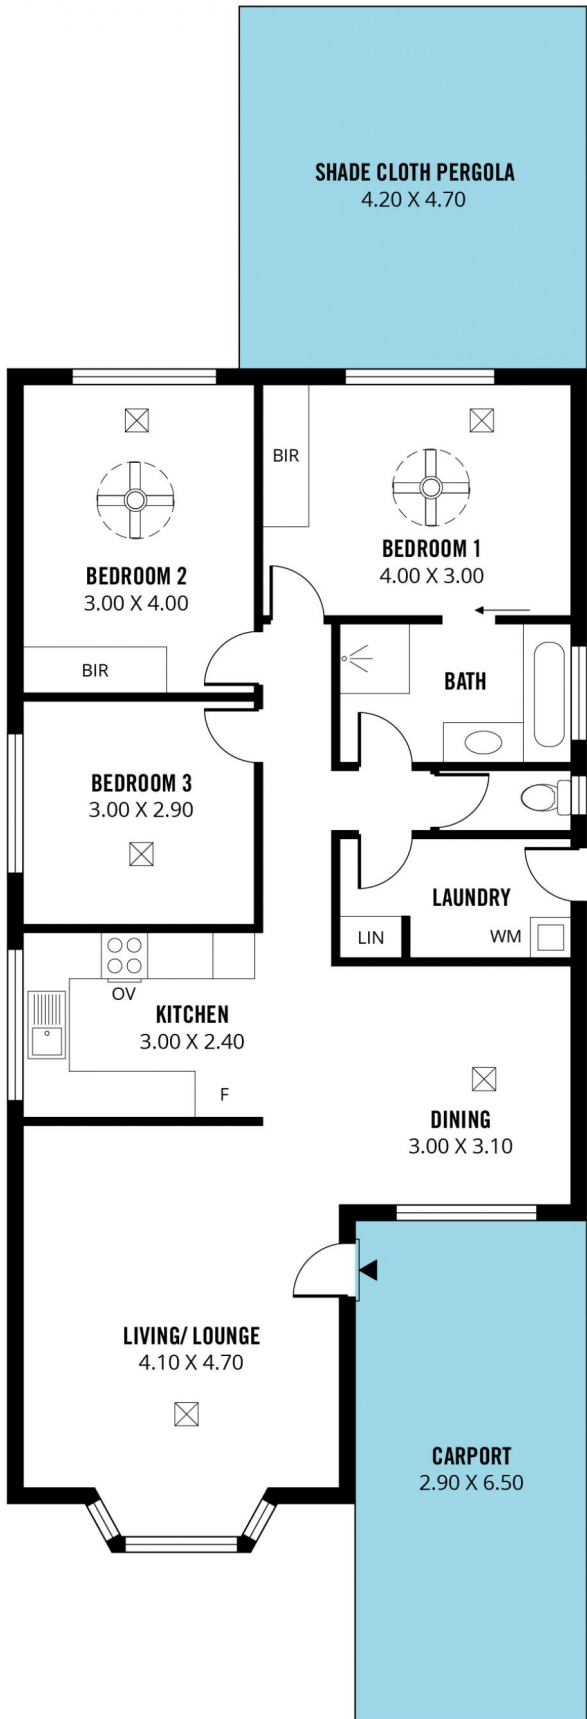 SHADE CLOTH PERGOLA
4.20 X 4.70
BIR
BEDROOM 1
4.00 X 3.00
BEDROOM 2
3.00 X 4.00
BIR
BATH
BEDROOM 3
3.00 X 2.90
LAUNDRY
LIN
WM
OV
KITCHEN
3.00 X 2.40
F
DINING
3.00 X 3.10
LIVING/ LOUNGE
4.10 X 4.70
CARPORT
2.90 X 6.50